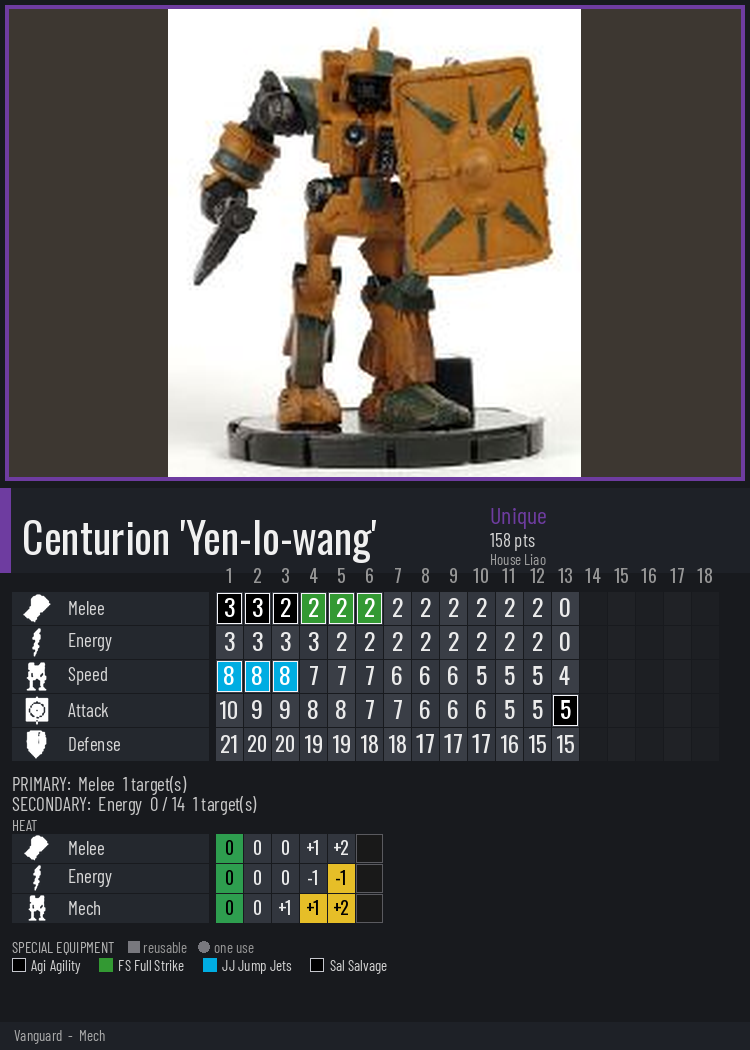 Centurion 'Yen-lo-wang'
Unique
158 pts
House Liao
1 2 3 4 5 6 7 8 9 10 11 12 13 14 15 16 17 18
Melee 3 3 2 2 2 2 2 2 2 2 2 2 0
Energy 3 3 3 3 2 2 2 2 2 2 2 2 0
Speed 8 8 8 7 7 7 6 6 6 5 5 5 4
Attack 10 9 9 8 8 7 7 6 6 6 5 5 5
Defense 21 20 20 19 19 18 18 17 17 17 16 15 15
PRIMARY: Melee 1 target(s)
SECONDARY: Energy 0 / 14 1 target(s)
HEAT
Melee 0 0 0 +1 +2
Energy 0 0 0 -1 -1
Mech 0 0 +1 +1 +2
SPECIAL EQUIPMENT reusable one use
Agi Agility FS Full Strike JJ Jump Jets Sal Salvage
Vanguard - Mech